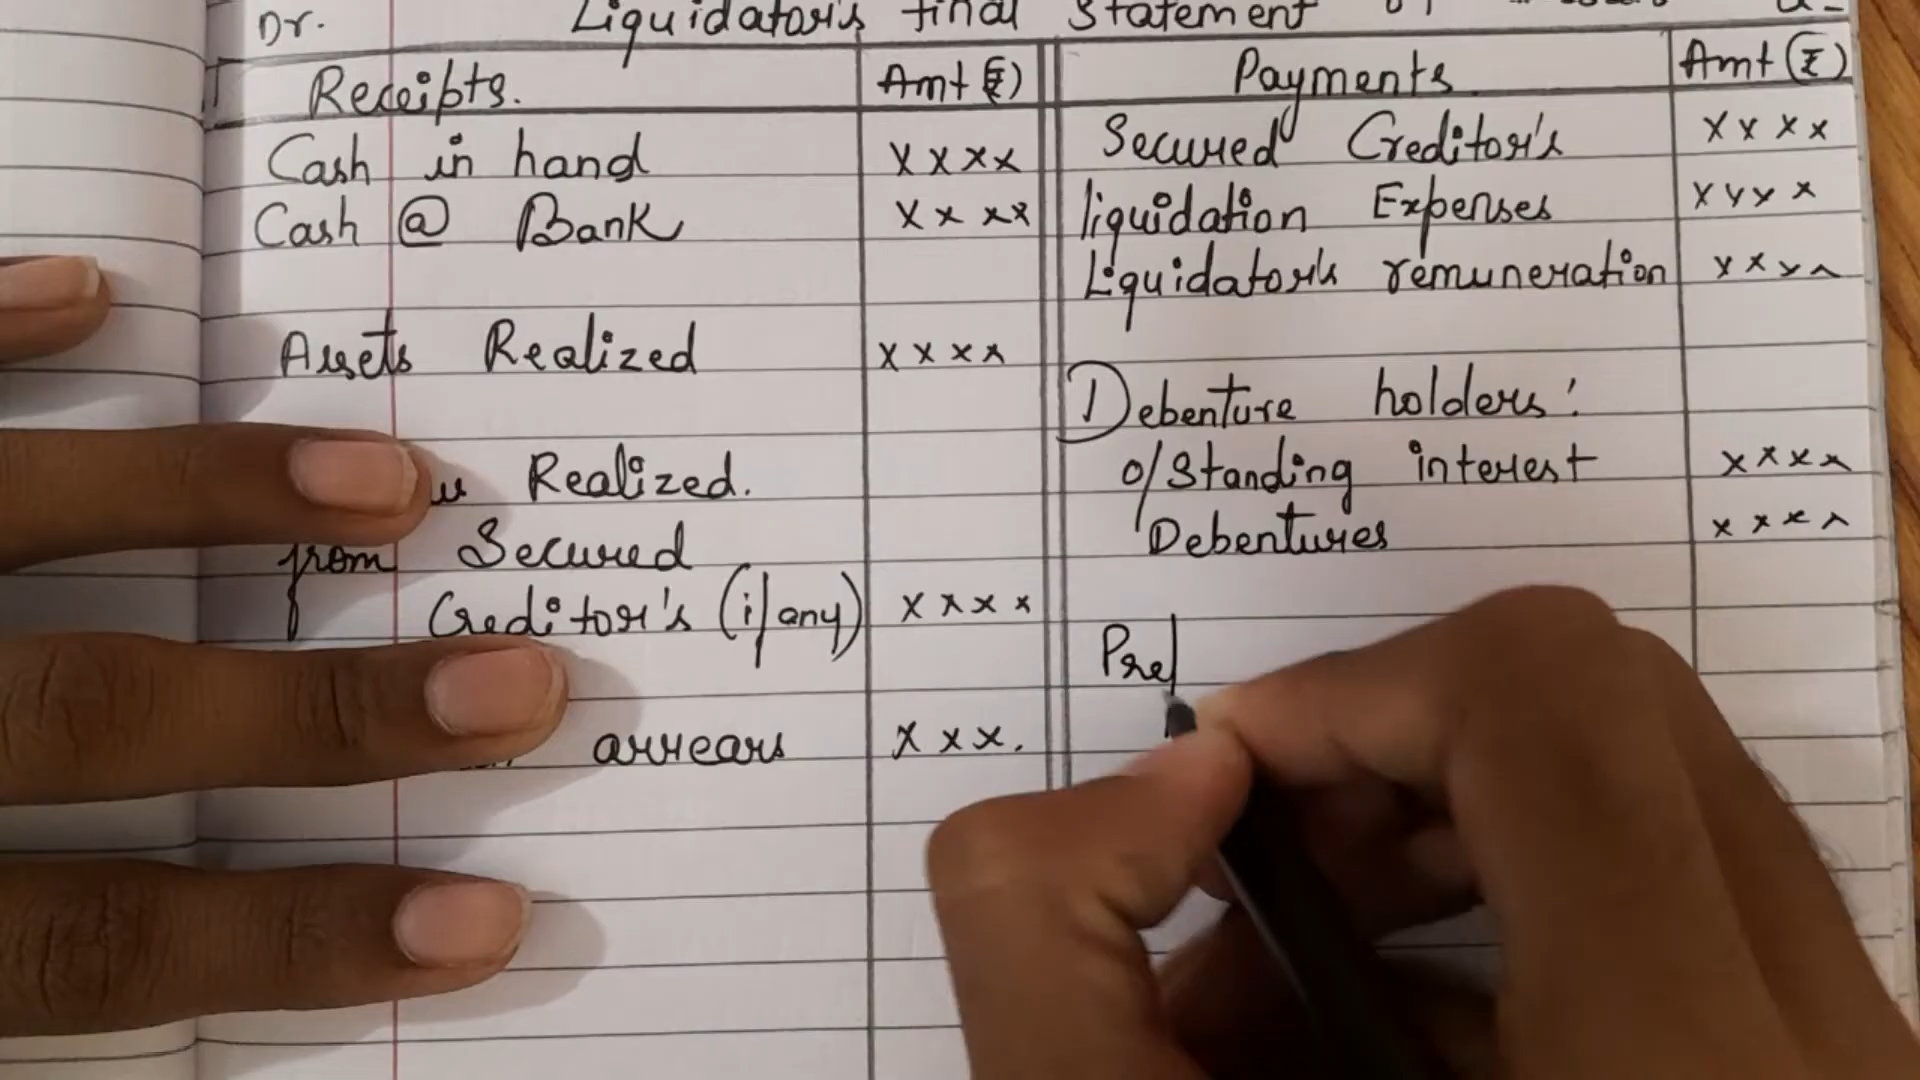 Dr. Liquidator's final Statement
Receipts. Amt (₹) Payments Amt (₹)
Cash in hand xxxx Secured Creditor's xxxx
Cash @ Bank xxxx liquidation Expenses xxxx
Liquidator's remuneration xxxx
Assets Realized xxxx
Debenture holders:
Realized. o/Standing interest xxxx
from Secured Debentures xxxx
Creditor's (if any) xxxx
Pref
arrears xxx.